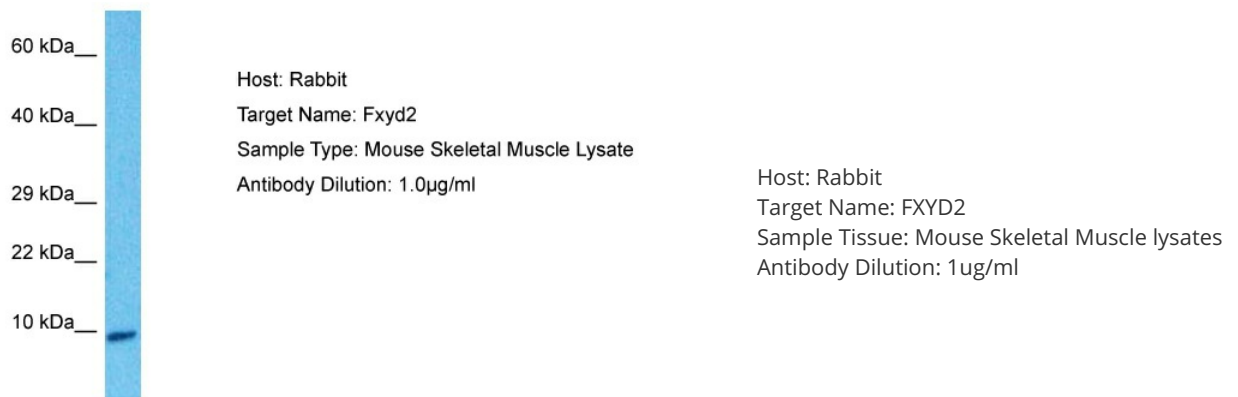 60 kDa__
40 kDa__
29 kDa__
22 kDa__
10 kDa__
Host: Rabbit
Target Name: Fxyd2
Sample Type: Mouse Skeletal Muscle Lysate
Antibody Dilution: 1.0µg/ml
Host: Rabbit
Target Name: FXYD2
Sample Tissue: Mouse Skeletal Muscle lysates
Antibody Dilution: 1ug/ml